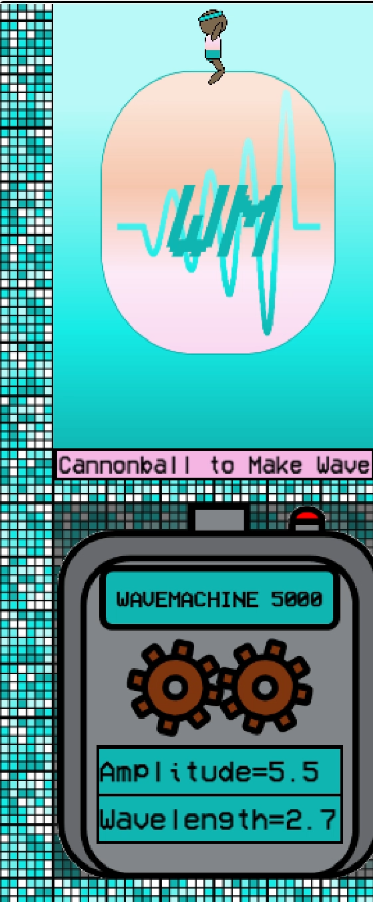 WM
Cannonball to Make Wave
WAVEMACHINE 5000
Amplitude=5.5
Wavelength=2.7